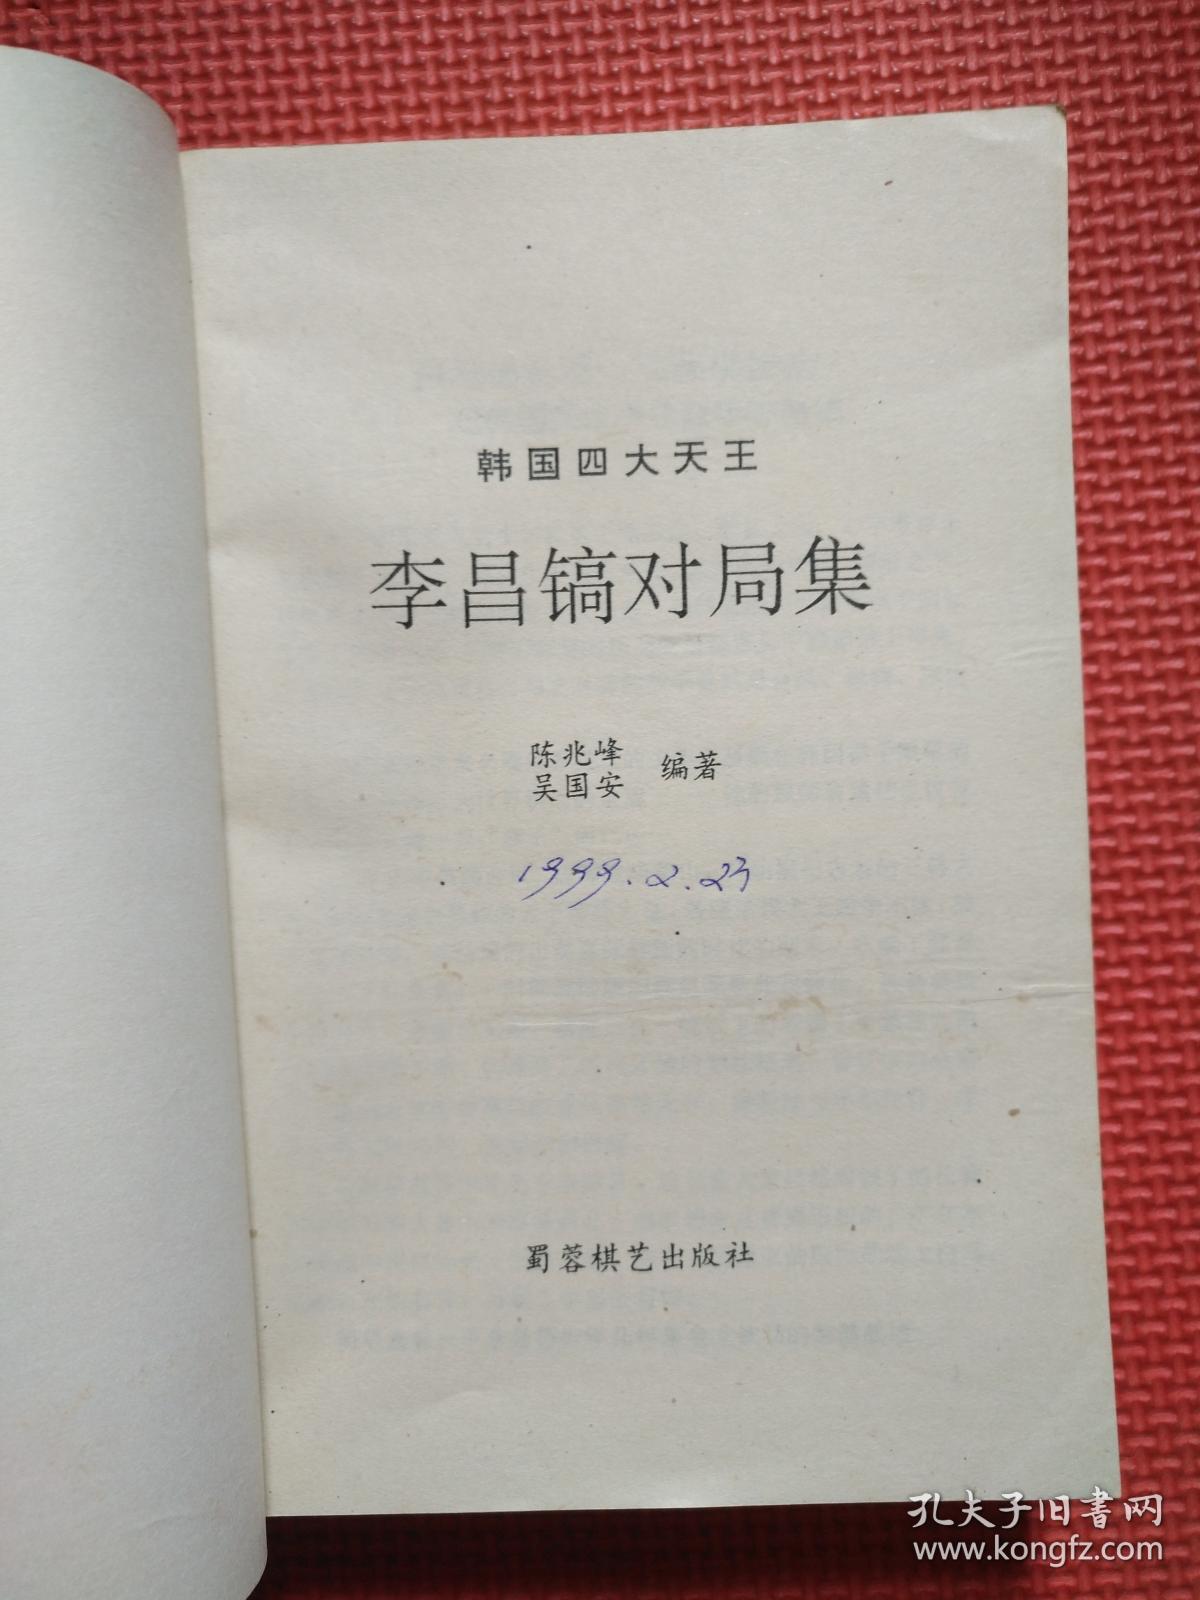 韩国四大天王
李昌镐对局集
陈兆峰
吴国安
编著
1999.2.23
蜀蓉棋艺出版社
孔夫子旧书网
www.kongfz.com